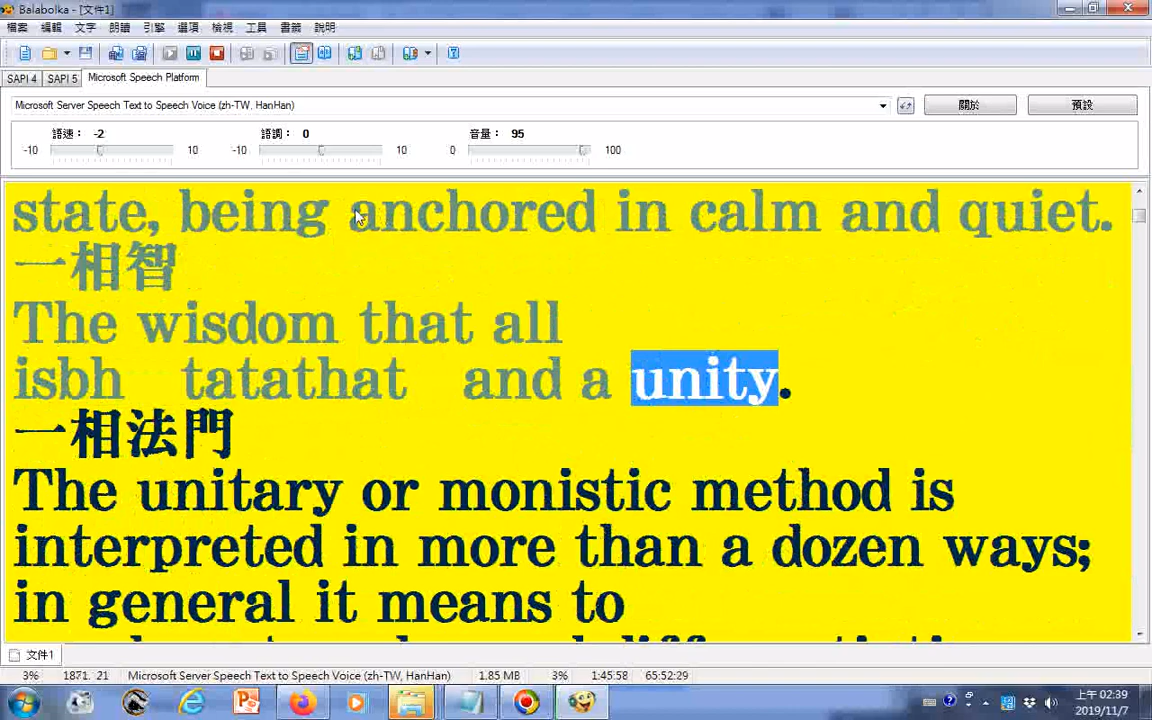 Balabolka - [文件1]
檔案 編輯 文字 朗讀 引擎 選項 檢視 工具 書籤 說明
SAPI 4 SAPI 5 Microsoft Speech Platform
Microsoft Server Speech Text to Speech Voice (zh-TW, HanHan) 關於 預設
語速： -2 語調： 0 音量： 95
-10 10 -10 10 0 100
state, being anchored in calm and quiet.
一相智
The wisdom that all
isbh tatathat and a unity.
一相法門
The unitary or monistic method is
interpreted in more than a dozen ways;
in general it means to
文件1
3% 1871: 21 Microsoft Server Speech Text to Speech Voice (zh-TW, HanHan) 1.85 MB 3% 1:45:58 65:52:29
上午 02:39
2019/11/7